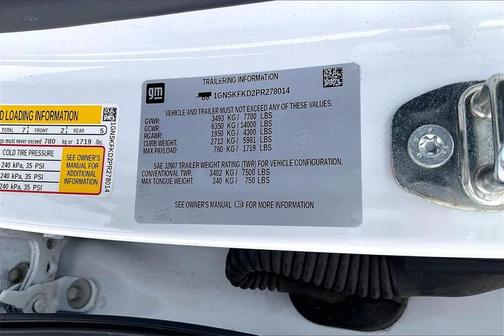 gm
TRAILERING INFORMATION
1GNSKFKD2PR278014
VEHICLE AND TRAILER MUST NOT EXCEED ANY OF THESE VALUES.
GVWR: 3493 KG / 7700 LBS
GCWR: 6350 KG / 14000 LBS
RGAWR: 1950 KG / 4300 LBS
CURB WEIGHT: 2713 KG / 5981 LBS
MAX PAYLOAD: 780 KG / 1719 LBS
SAE J2807 TRAILER WEIGHT RATING (TWR) FOR VEHICLE CONFIGURATION.
CONVENTIONAL TWR: 3402 KG / 7500 LBS
MAX TONGUE WEIGHT: 340 KG / 750 LBS
SEE OWNER'S MANUAL FOR MORE INFORMATION.
LOADING INFORMATION
TOTAL 7 2 REAR 5
must never exceed 780 kg or 1719 lbs.
COLD TIRE PRESSURE
240 kPa, 35 PSI
240 kPa, 35 PSI
240 kPa, 35 PSI
SEE OWNER'S
MANUAL FOR
ADDITIONAL
INFORMATION
1GNSKFKD2PR278014